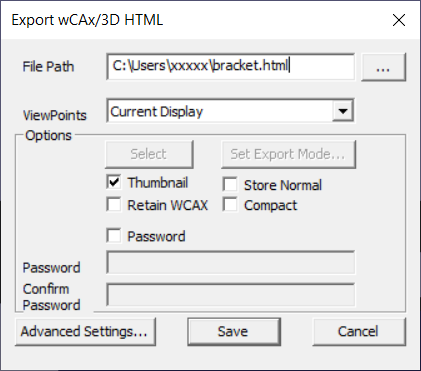 Export wCAx/3D HTML
File Path C:\Users\xxxxx\bracket.html ...
ViewPoints Current Display
Options
Select Set Export Mode...
Thumbnail Store Normal
Retain WCAX Compact
Password
Password
Confirm
Password
Advanced Settings... Save Cancel